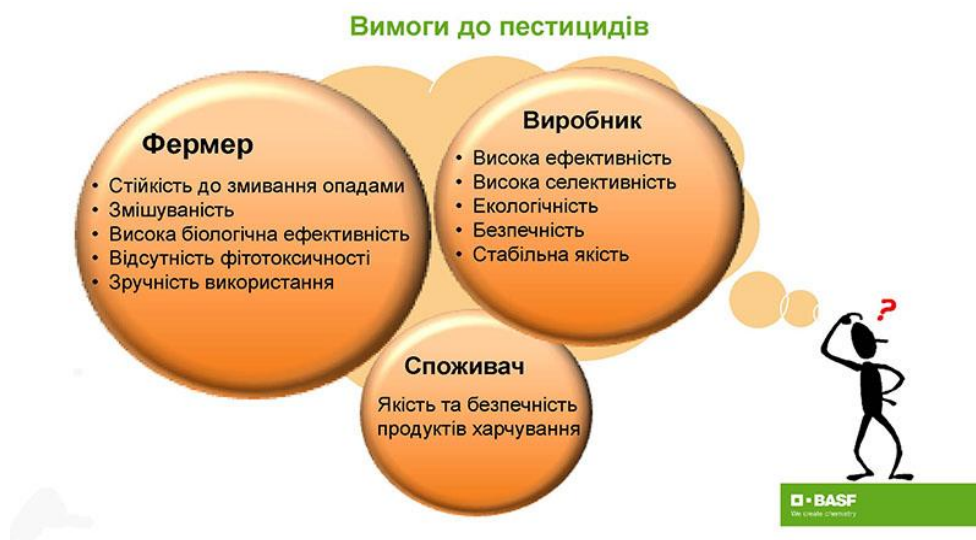 Вимоги до пестицидів
Фермер
• Стійкість до змивання опадами
• Змішуваність
• Висока біологічна ефективність
• Відсутність фітотоксичності
• Зручність використання
Виробник
• Висока ефективність
• Висока селективність
• Екологічність
• Безпечність
• Стабільна якість
Споживач
Якість та безпечність
продуктів харчування
?
BASF
We create chemistry